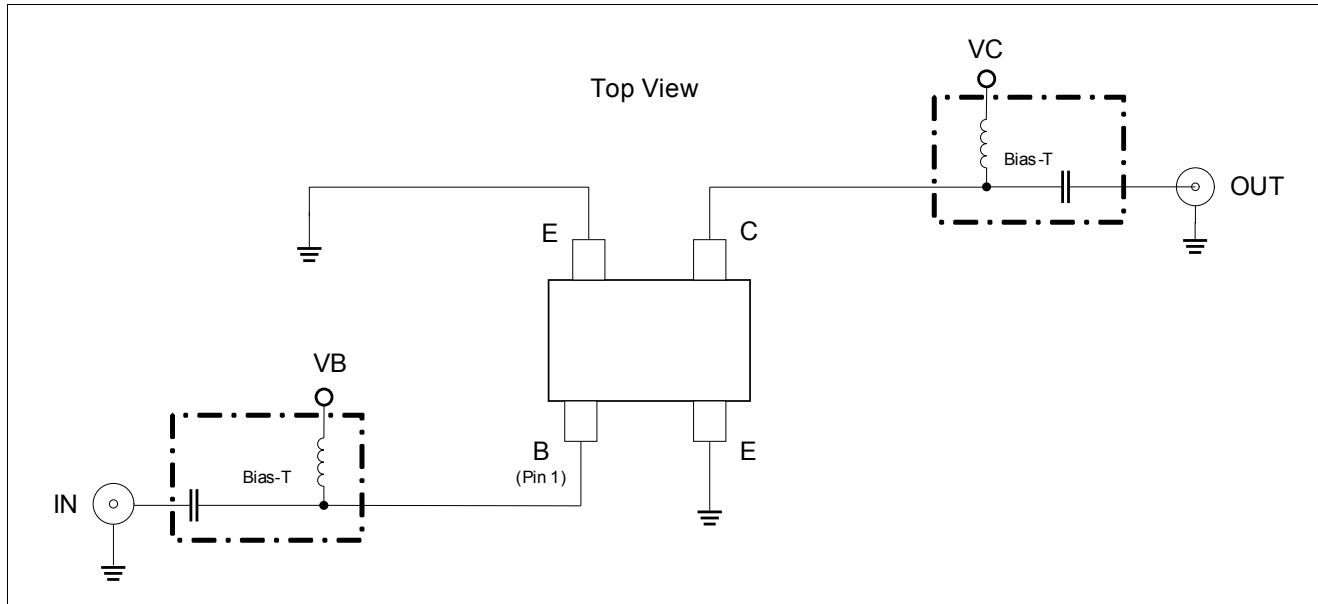 VC
Top View
Bias-T
OUT
E
C
VB
B
(Pin 1)
E
Bias-T
IN